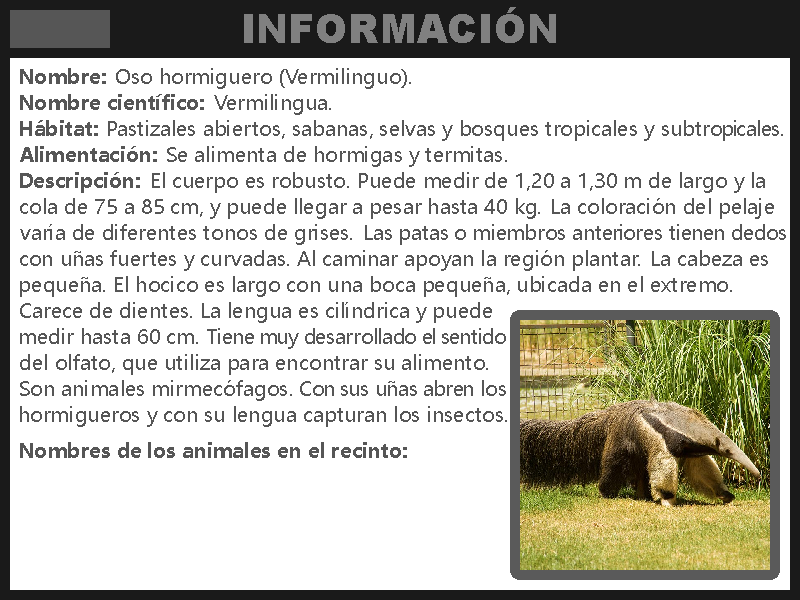 INFORMACIÓN
Nombre: Oso hormiguero (Vermilinguo).
Nombre científico: Vermilingua.
Hábitat: Pastizales abiertos, sabanas, selvas y bosques tropicales y subtropicales.
Alimentación: Se alimenta de hormigas y termitas.
Descripción: El cuerpo es robusto. Puede medir de 1,20 a 1,30 m de largo y la
cola de 75 a 85 cm, y puede llegar a pesar hasta 40 kg. La coloración del pelaje
varía de diferentes tonos de grises. Las patas o miembros anteriores tienen dedos
con uñas fuertes y curvadas. Al caminar apoyan la región plantar. La cabeza es
pequeña. El hocico es largo con una boca pequeña, ubicada en el extremo.
Carece de dientes. La lengua es cilíndrica y puede
medir hasta 60 cm. Tiene muy desarrollado el sentido
del olfato, que utiliza para encontrar su alimento.
Son animales mirmecófagos. Con sus uñas abren los
hormigueros y con su lengua capturan los insectos.
Nombres de los animales en el recinto: